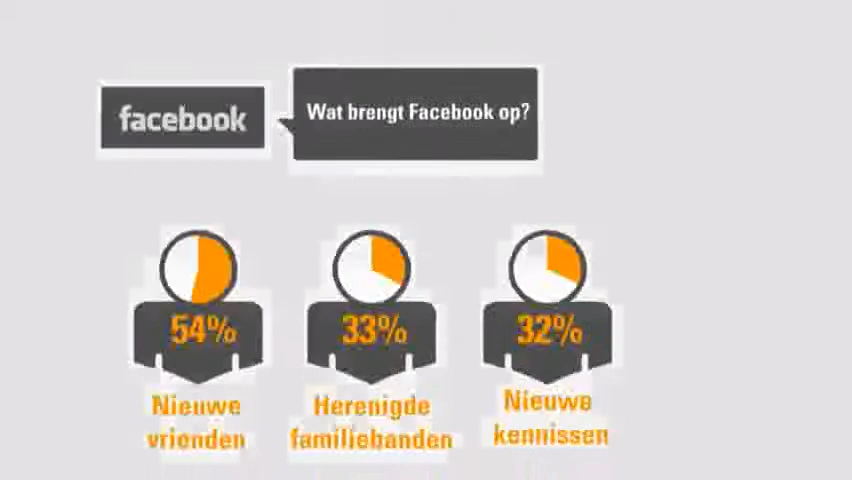 facebook
Wat brengt Facebook op?
54%
33%
32%
Nieuwe
vrienden
Herenigde
familiebanden
Nieuwe
kennissen